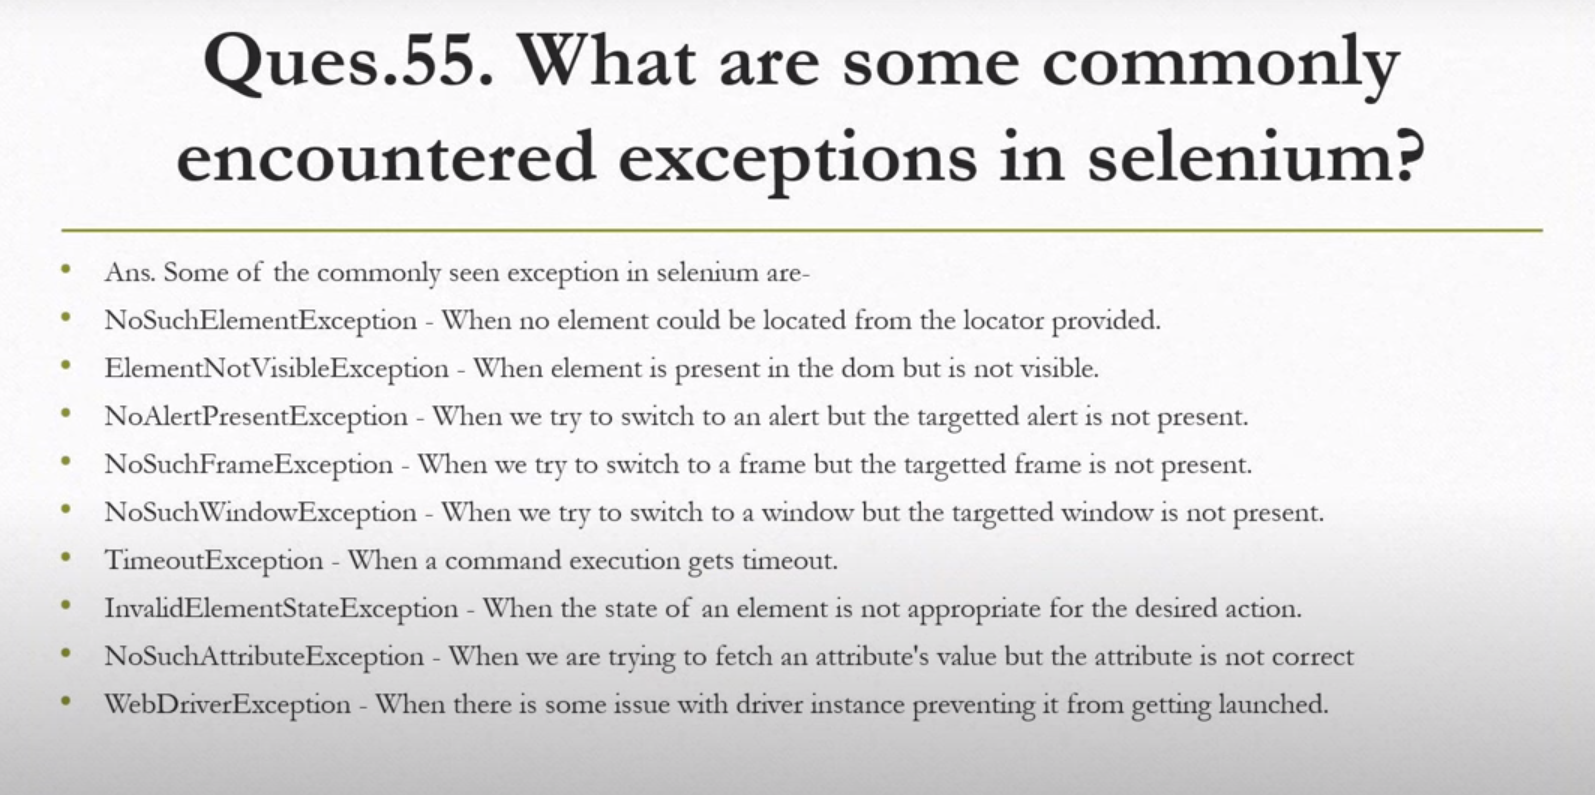 Ques.55. What are some commonly
encountered exceptions in selenium?
• Ans. Some of the commonly seen exception in selenium are-
• NoSuchElementException - When no element could be located from the locator provided.
• ElementNotVisibleException - When element is present in the dom but is not visible.
• NoAlertPresentException - When we try to switch to an alert but the targetted alert is not present.
• NoSuchFrameException - When we try to switch to a frame but the targetted frame is not present.
• NoSuchWindowException - When we try to switch to a window but the targetted window is not present.
• TimeoutException - When a command execution gets timeout.
• InvalidElementStateException - When the state of an element is not appropriate for the desired action.
• NoSuchAttributeException - When we are trying to fetch an attribute's value but the attribute is not correct
• WebDriverException - When there is some issue with driver instance preventing it from getting launched.